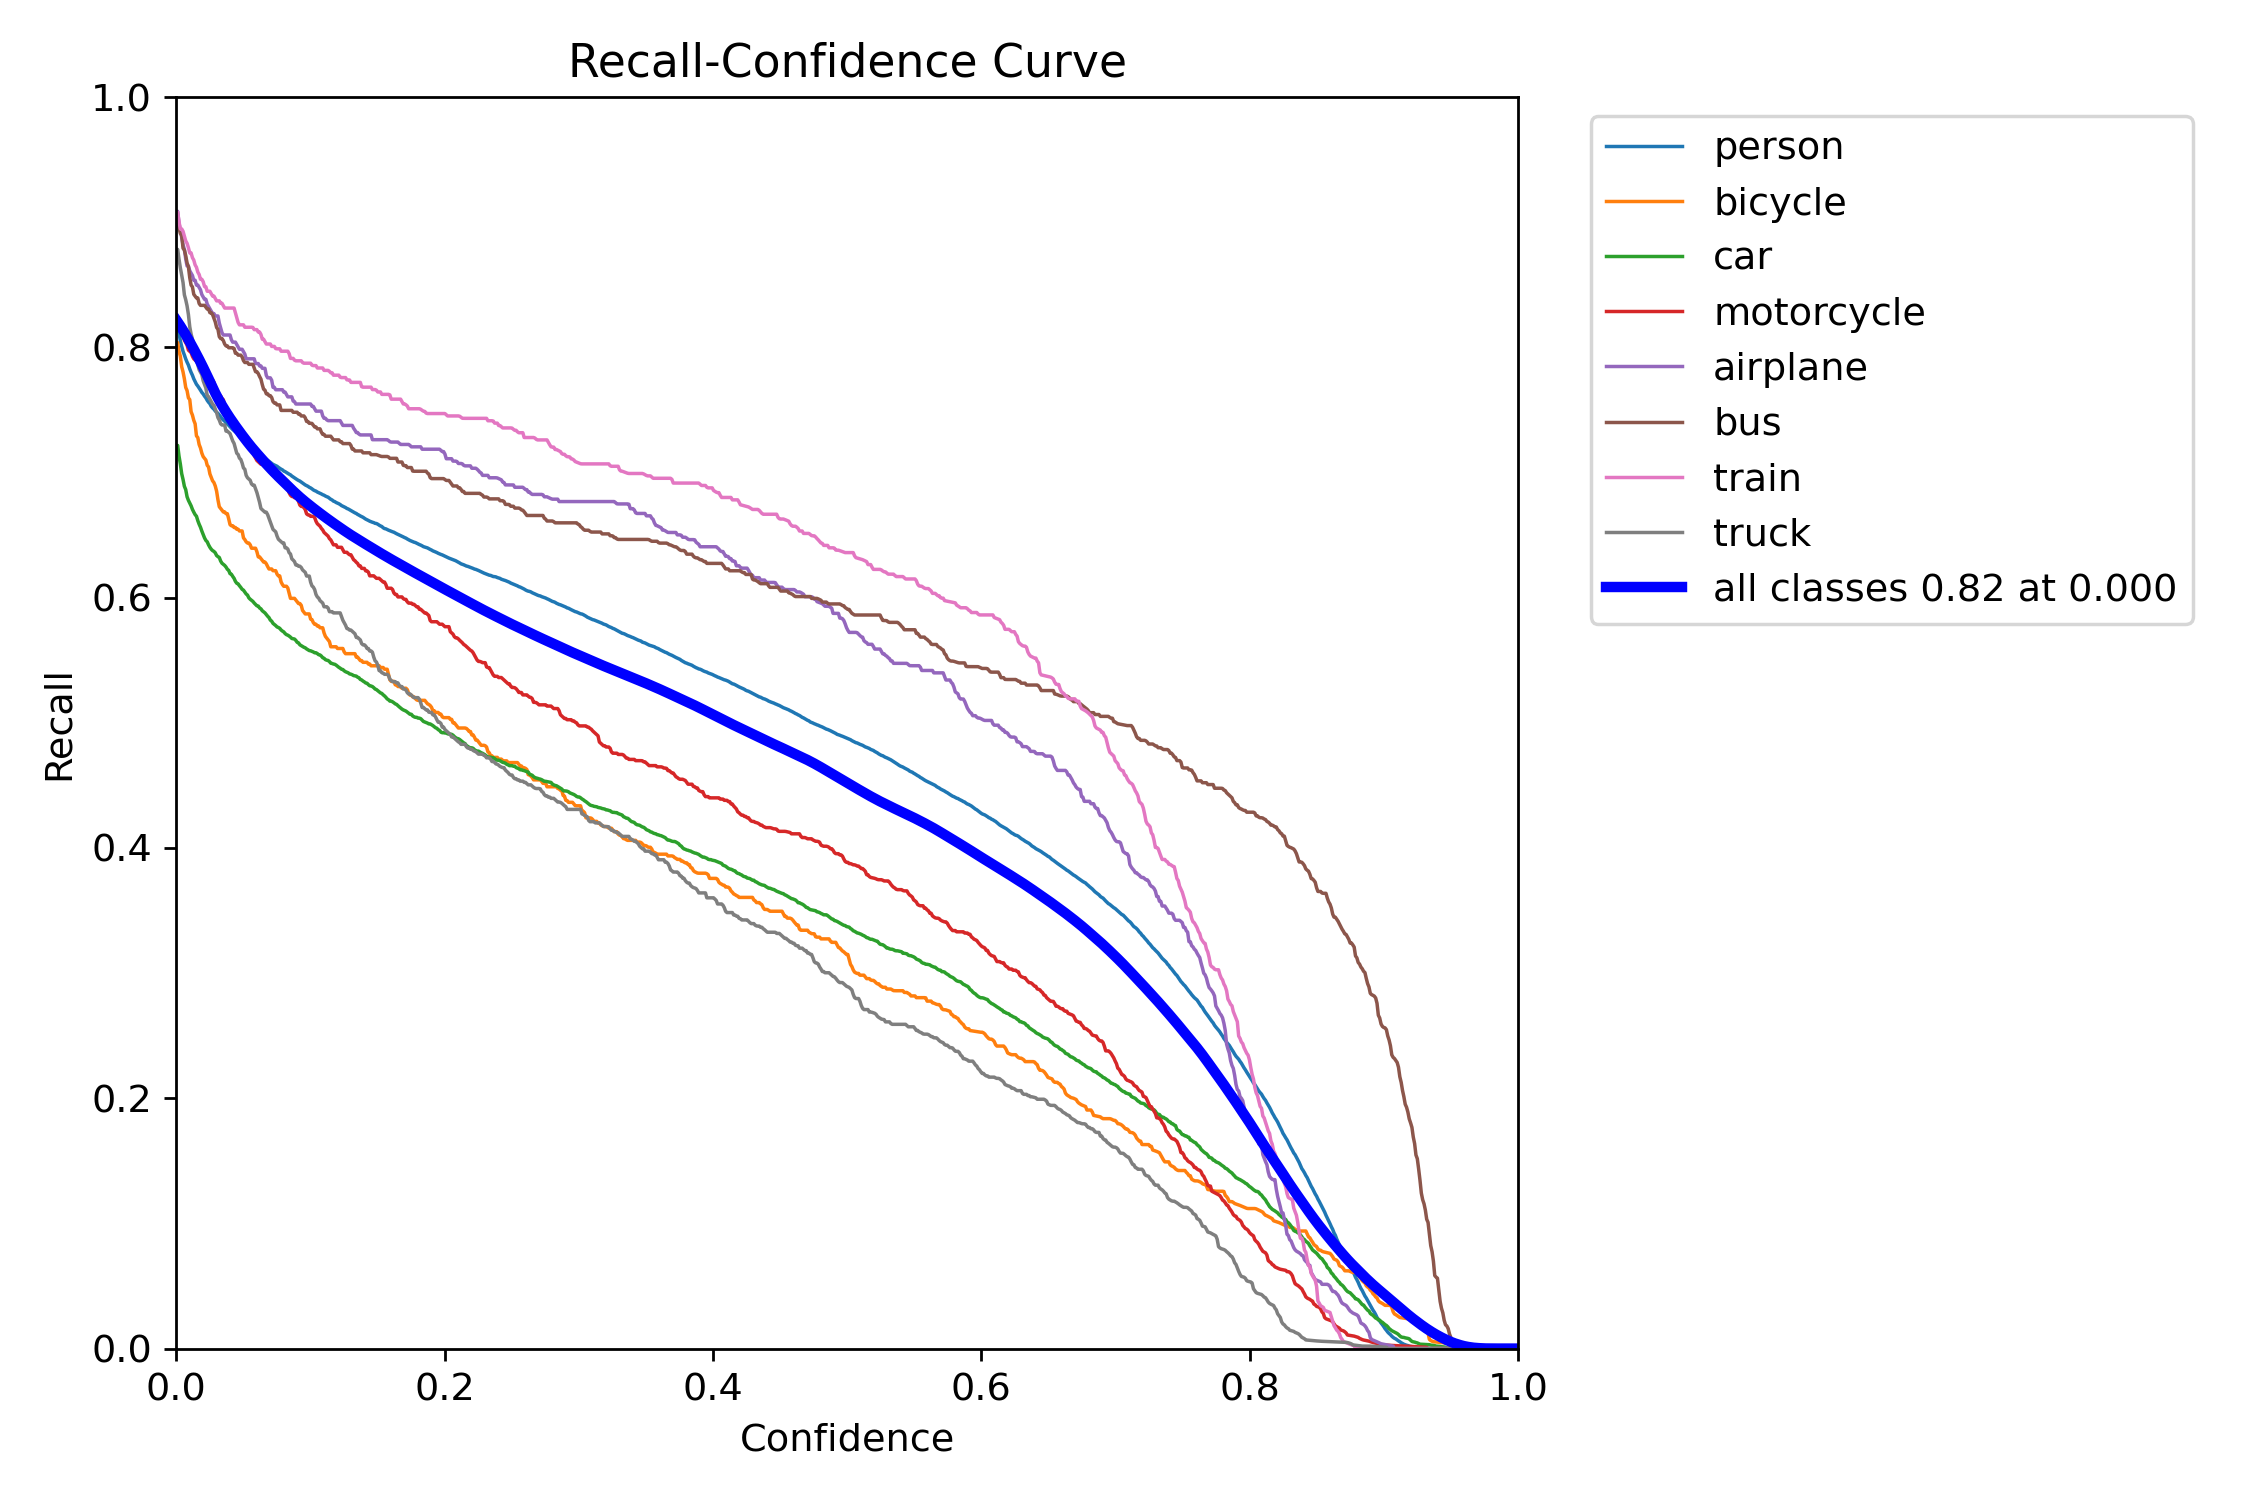 Recall-Confidence Curve
1.0
0.8
0.6
0.4
0.2
0.0
Recall
0.0 0.2 0.4 0.6 0.8 1.0
Confidence
person
bicycle
car
motorcycle
airplane
bus
train
truck
all classes 0.82 at 0.000